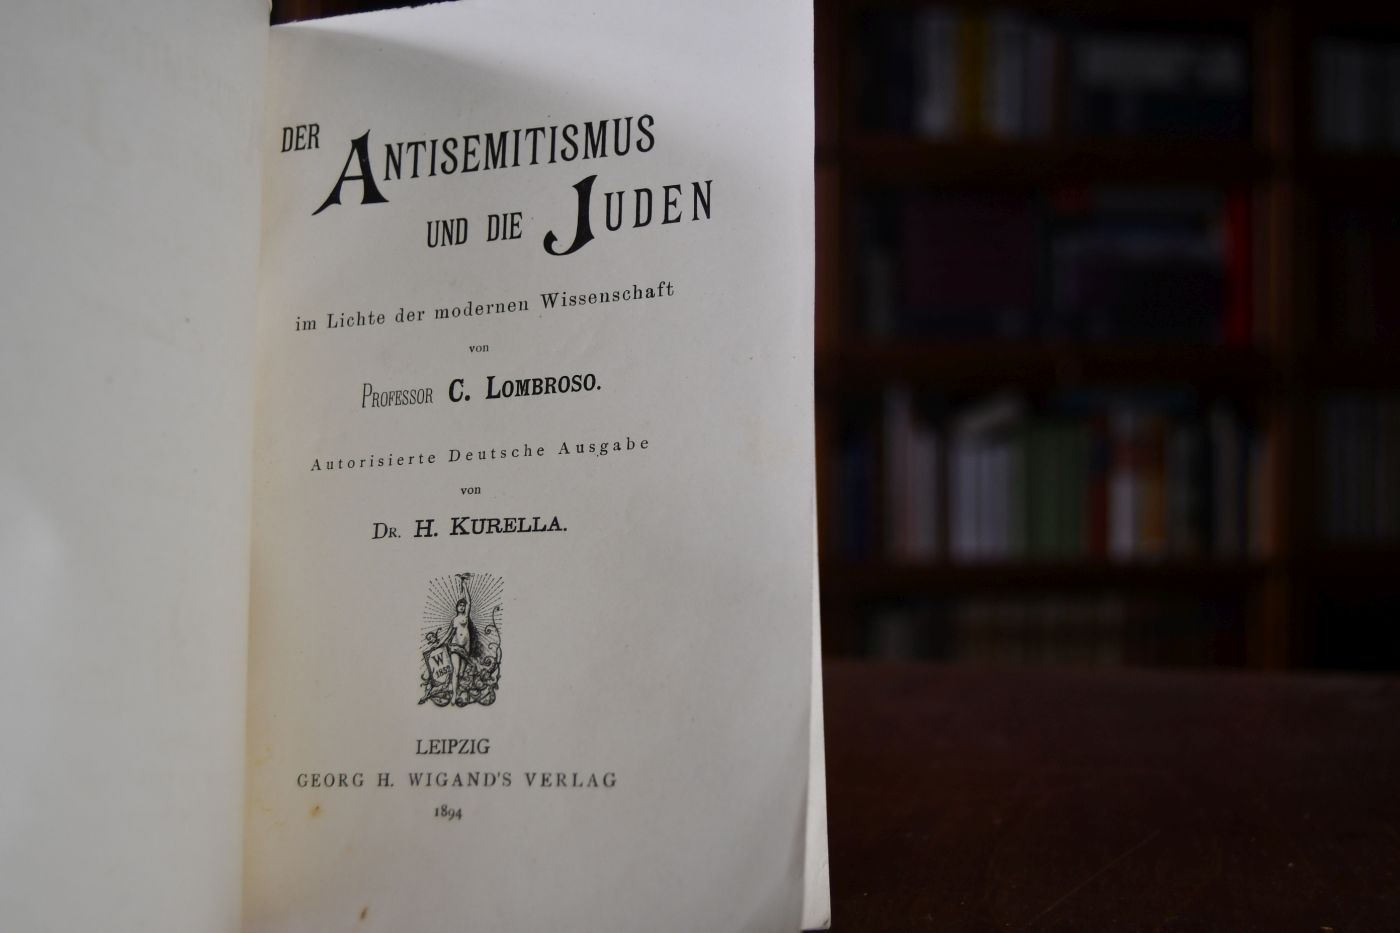 DER ANTISEMITISMUS
UND DIE JUDEN
im Lichte der modernen Wissenschaft
von
PROFESSOR C. LOMBROSO.
Autorisierte Deutsche Ausgabe
von
DR. H. KURELLA.
W
LEIPZIG
GEORG H. WIGAND'S VERLAG
1894